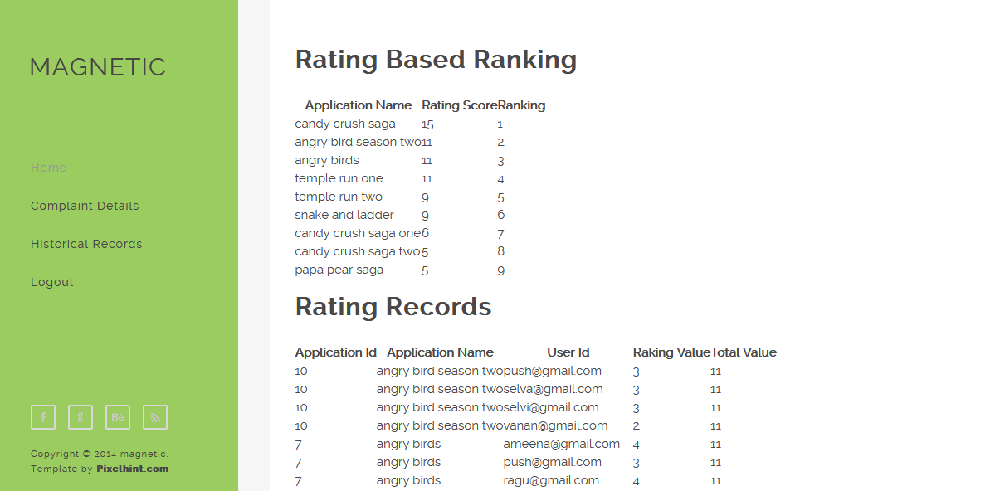 MAGNETIC
Home
Complaint Details
Historical Records
Logout
f g Bē
Copyright © 2014 magnetic.
Template by Pixelhint.com
Rating Based Ranking
Application Name Rating Score Ranking
candy crush saga 15 1
angry bird season two 11 2
angry birds 11 3
temple run one 11 4
temple run two 9 5
snake and ladder 9 6
candy crush saga one 6 7
candy crush saga two 5 8
papa pear saga 5 9
Rating Records
Application Id Application Name User Id Raking Value Total Value
10 angry bird season two push@gmail.com 3 11
10 angry bird season two selva@gmail.com 3 11
10 angry bird season two selvi@gmail.com 3 11
10 angry bird season two vanan@gmail.com 2 11
7 angry birds ameena@gmail.com 4 11
7 angry birds push@gmail.com 3 11
7 angry birds ragu@gmail.com 4 11